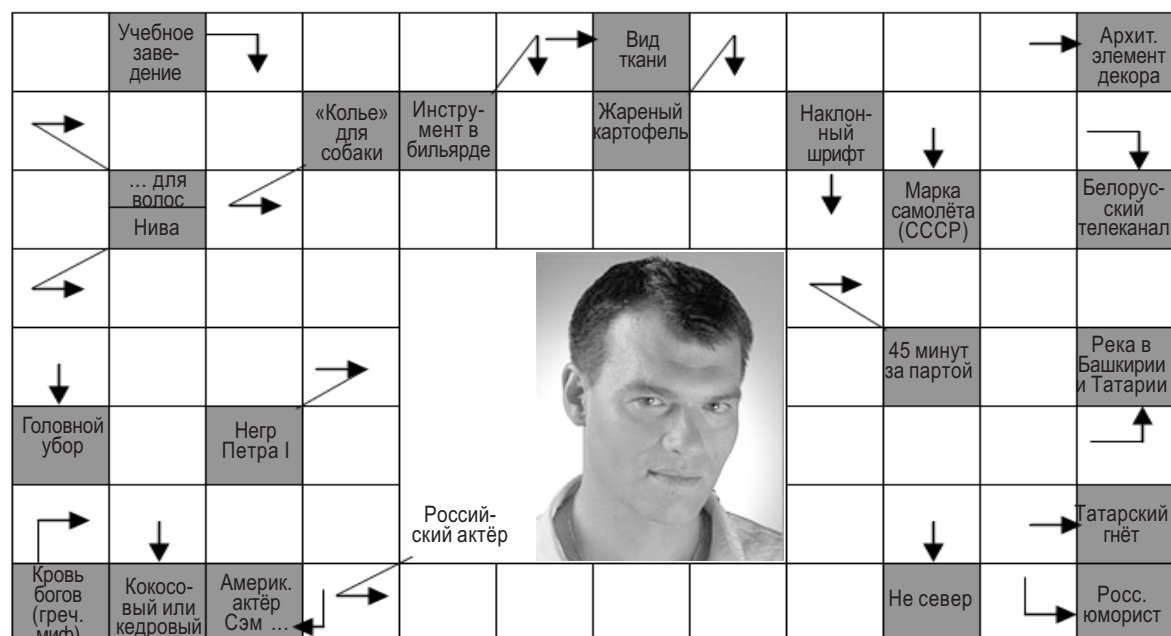 Учебное
заве-
дение
Вид
ткани
Архит.
элемент
декора
«Колье»
для
собаки
Инстру-
мент в
бильярде
Жареный
картофель
Наклон-
ный
шрифт
… для
волос
Нива
Марка
самолёта
(СССР)
Белорус-
ский
телеканал
45 минут
за партой
Река в
Башкирии
и Татарии
Головной
убор
Негр
Петра I
Россий-
ский актёр
Татарский
гнёт
Кровь
богов
(греч.
миф)
Кокосо-
вый или
кедровый
Америк.
актёр
Сэм …
Не север
Росс.
юморист